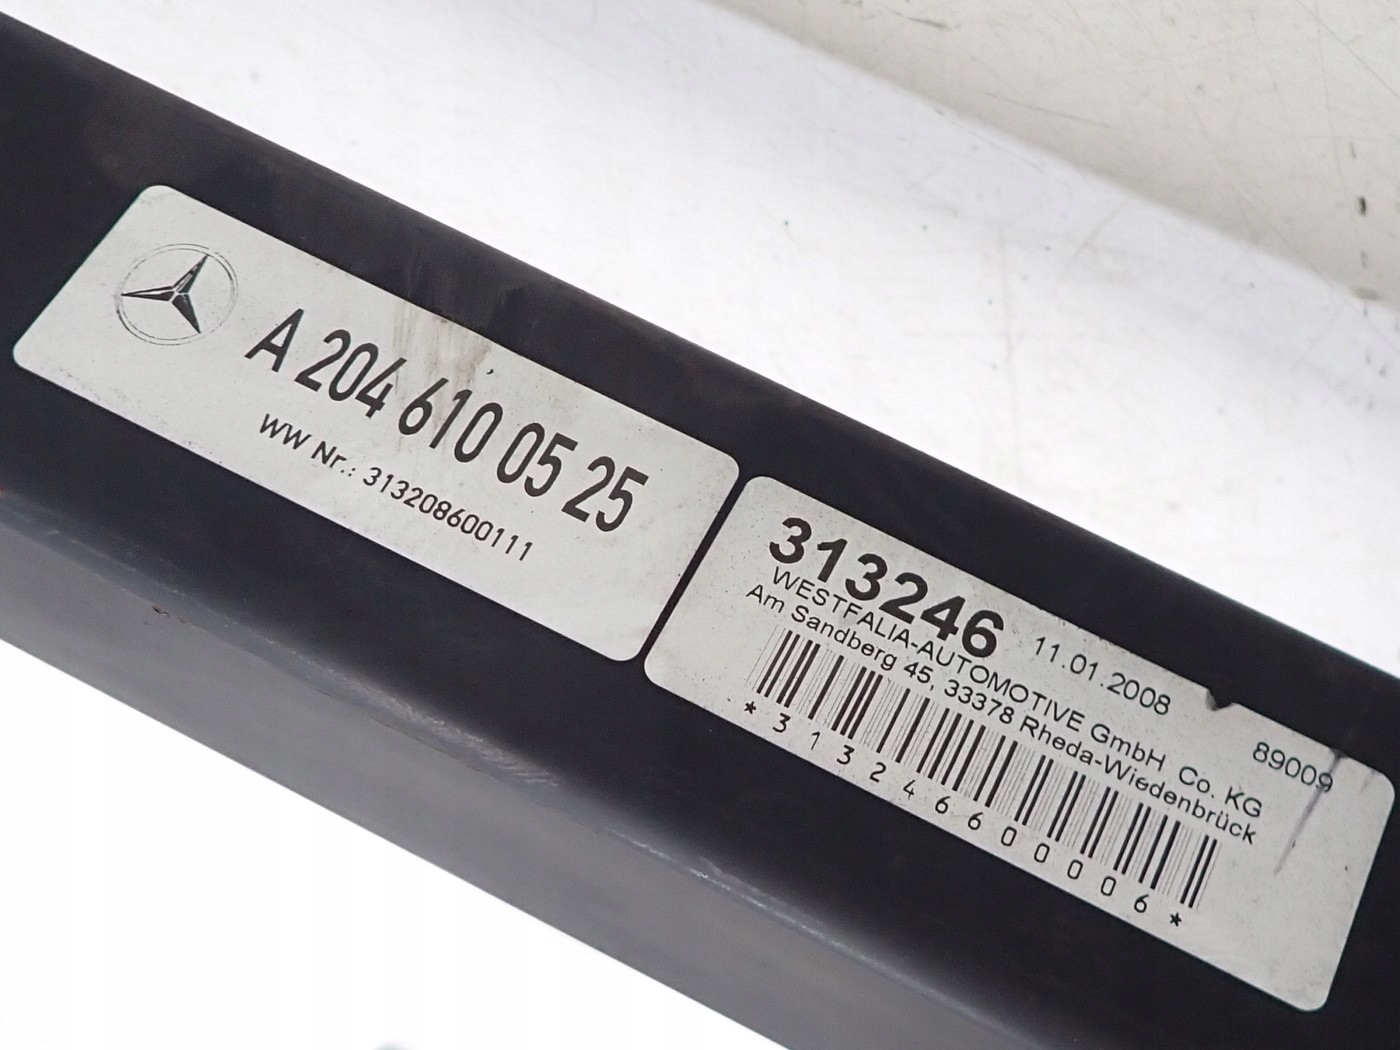 A 204 610 05 25
WW Nr.: 313208600111
313246 11.01.2008 89009
WESTFALIA-AUTOMOTIVE GmbH Co. KG
Am Sandberg 45, 33378 Rheda-Wiedenbrück
*3132466000006*